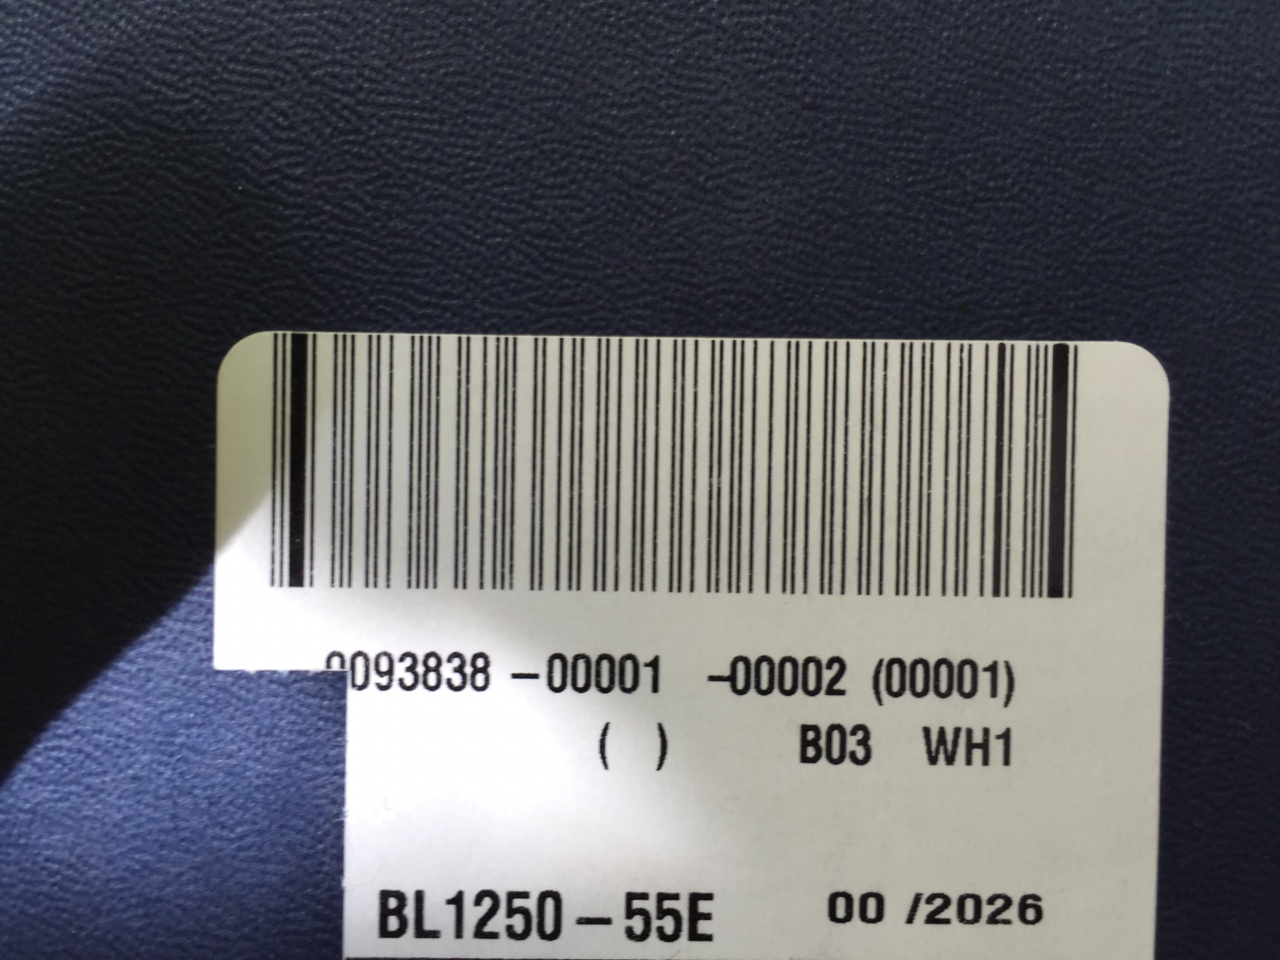 0093838 -00001 -00002 (00001)
( ) B03 WH1
BL1250-55E 00 /2026